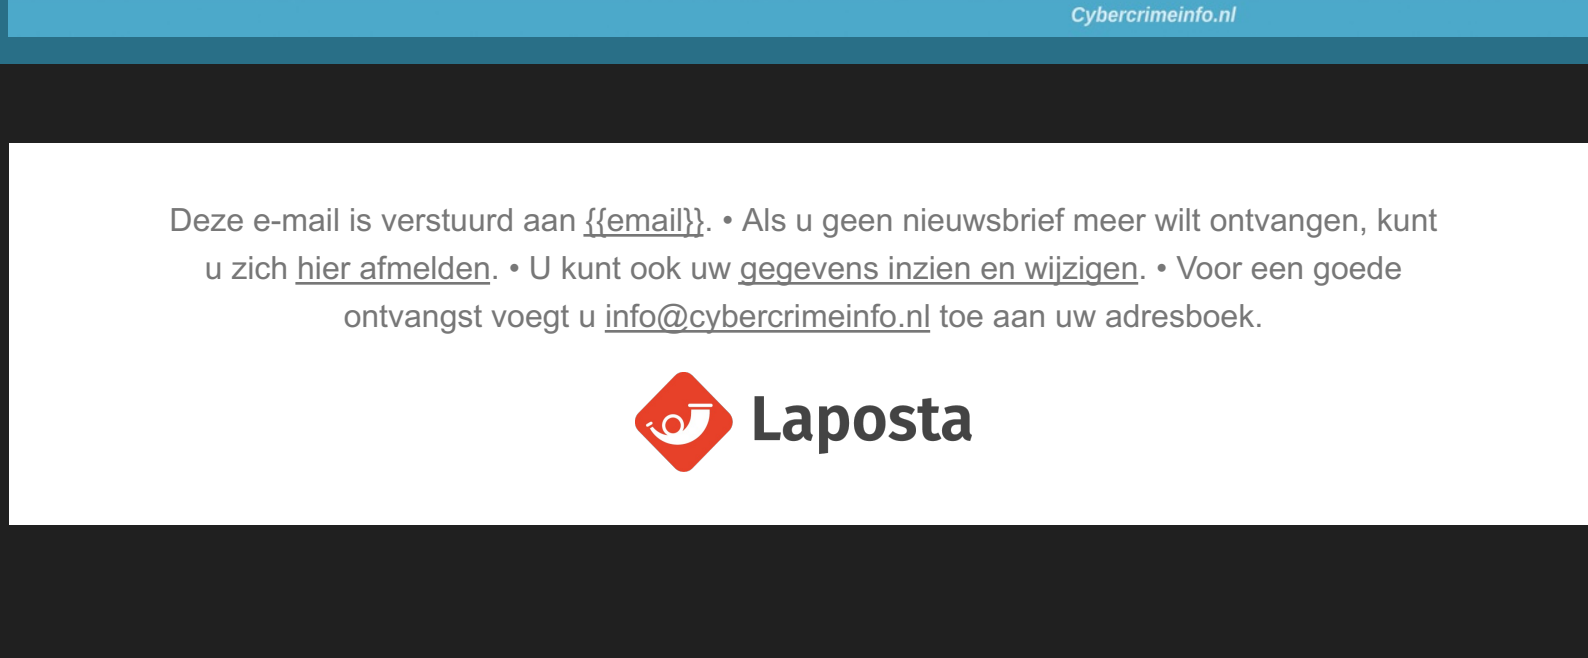 Cybercrimeinfo.nl
Deze e-mail is verstuurd aan {{email}}. • Als u geen nieuwsbrief meer wilt ontvangen, kunt
u zich hier afmelden. • U kunt ook uw gegevens inzien en wijzigen. • Voor een goede
ontvangst voegt u info@cybercrimeinfo.nl toe aan uw adresboek.
Laposta